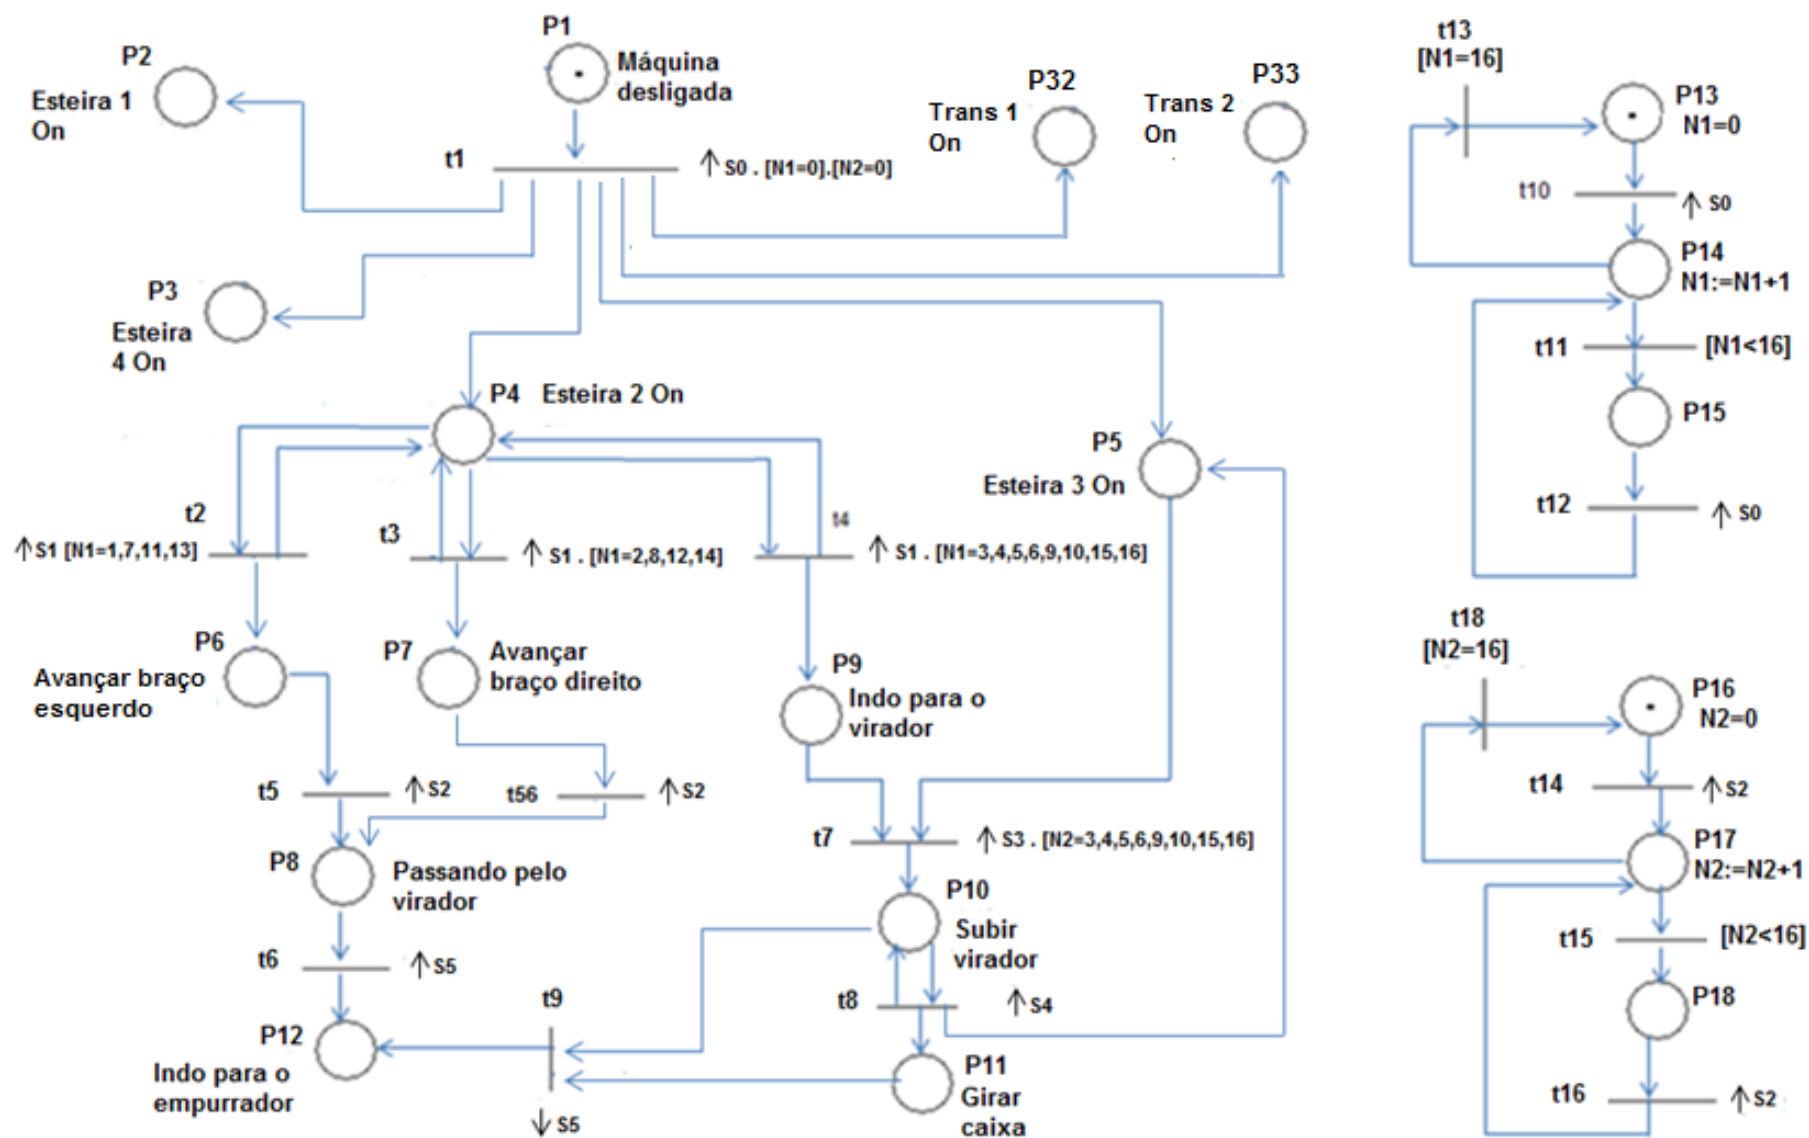 P1
Máquina
desligada
P2
Esteira 1
On
P32
Trans 1
On
P33
Trans 2
On
t1
↑ S0 . [N1=0].[N2=0]
P3
Esteira
4 On
P4 Esteira 2 On
P5
Esteira 3 On
t2
↑ S1 [N1=1,7,11,13]
t3
↑ S1 . [N1=2,8,12,14]
t4
↑ S1 . [N1=3,4,5,6,9,10,15,16]
P6
Avançar braço
esquerdo
P7
Avançar
braço direito
P9
Indo para o
virador
t5
↑ S2
t56
↑ S2
t7
↑ S3 . [N2=3,4,5,6,9,10,15,16]
P8
Passando pelo
virador
P10
Subir
virador
t6
↑ S5
t9
↓ S5
t8
↑ S4
P12
Indo para o
empurrador
P11
Girar
caixa
t13
[N1=16]
P13
N1=0
t10
↑ S0
P14
N1:=N1+1
t11
[N1<16]
P15
t12
↑ S0
t18
[N2=16]
P16
N2=0
t14
↑ S2
P17
N2:=N2+1
t15
[N2<16]
P18
t16
↑ S2